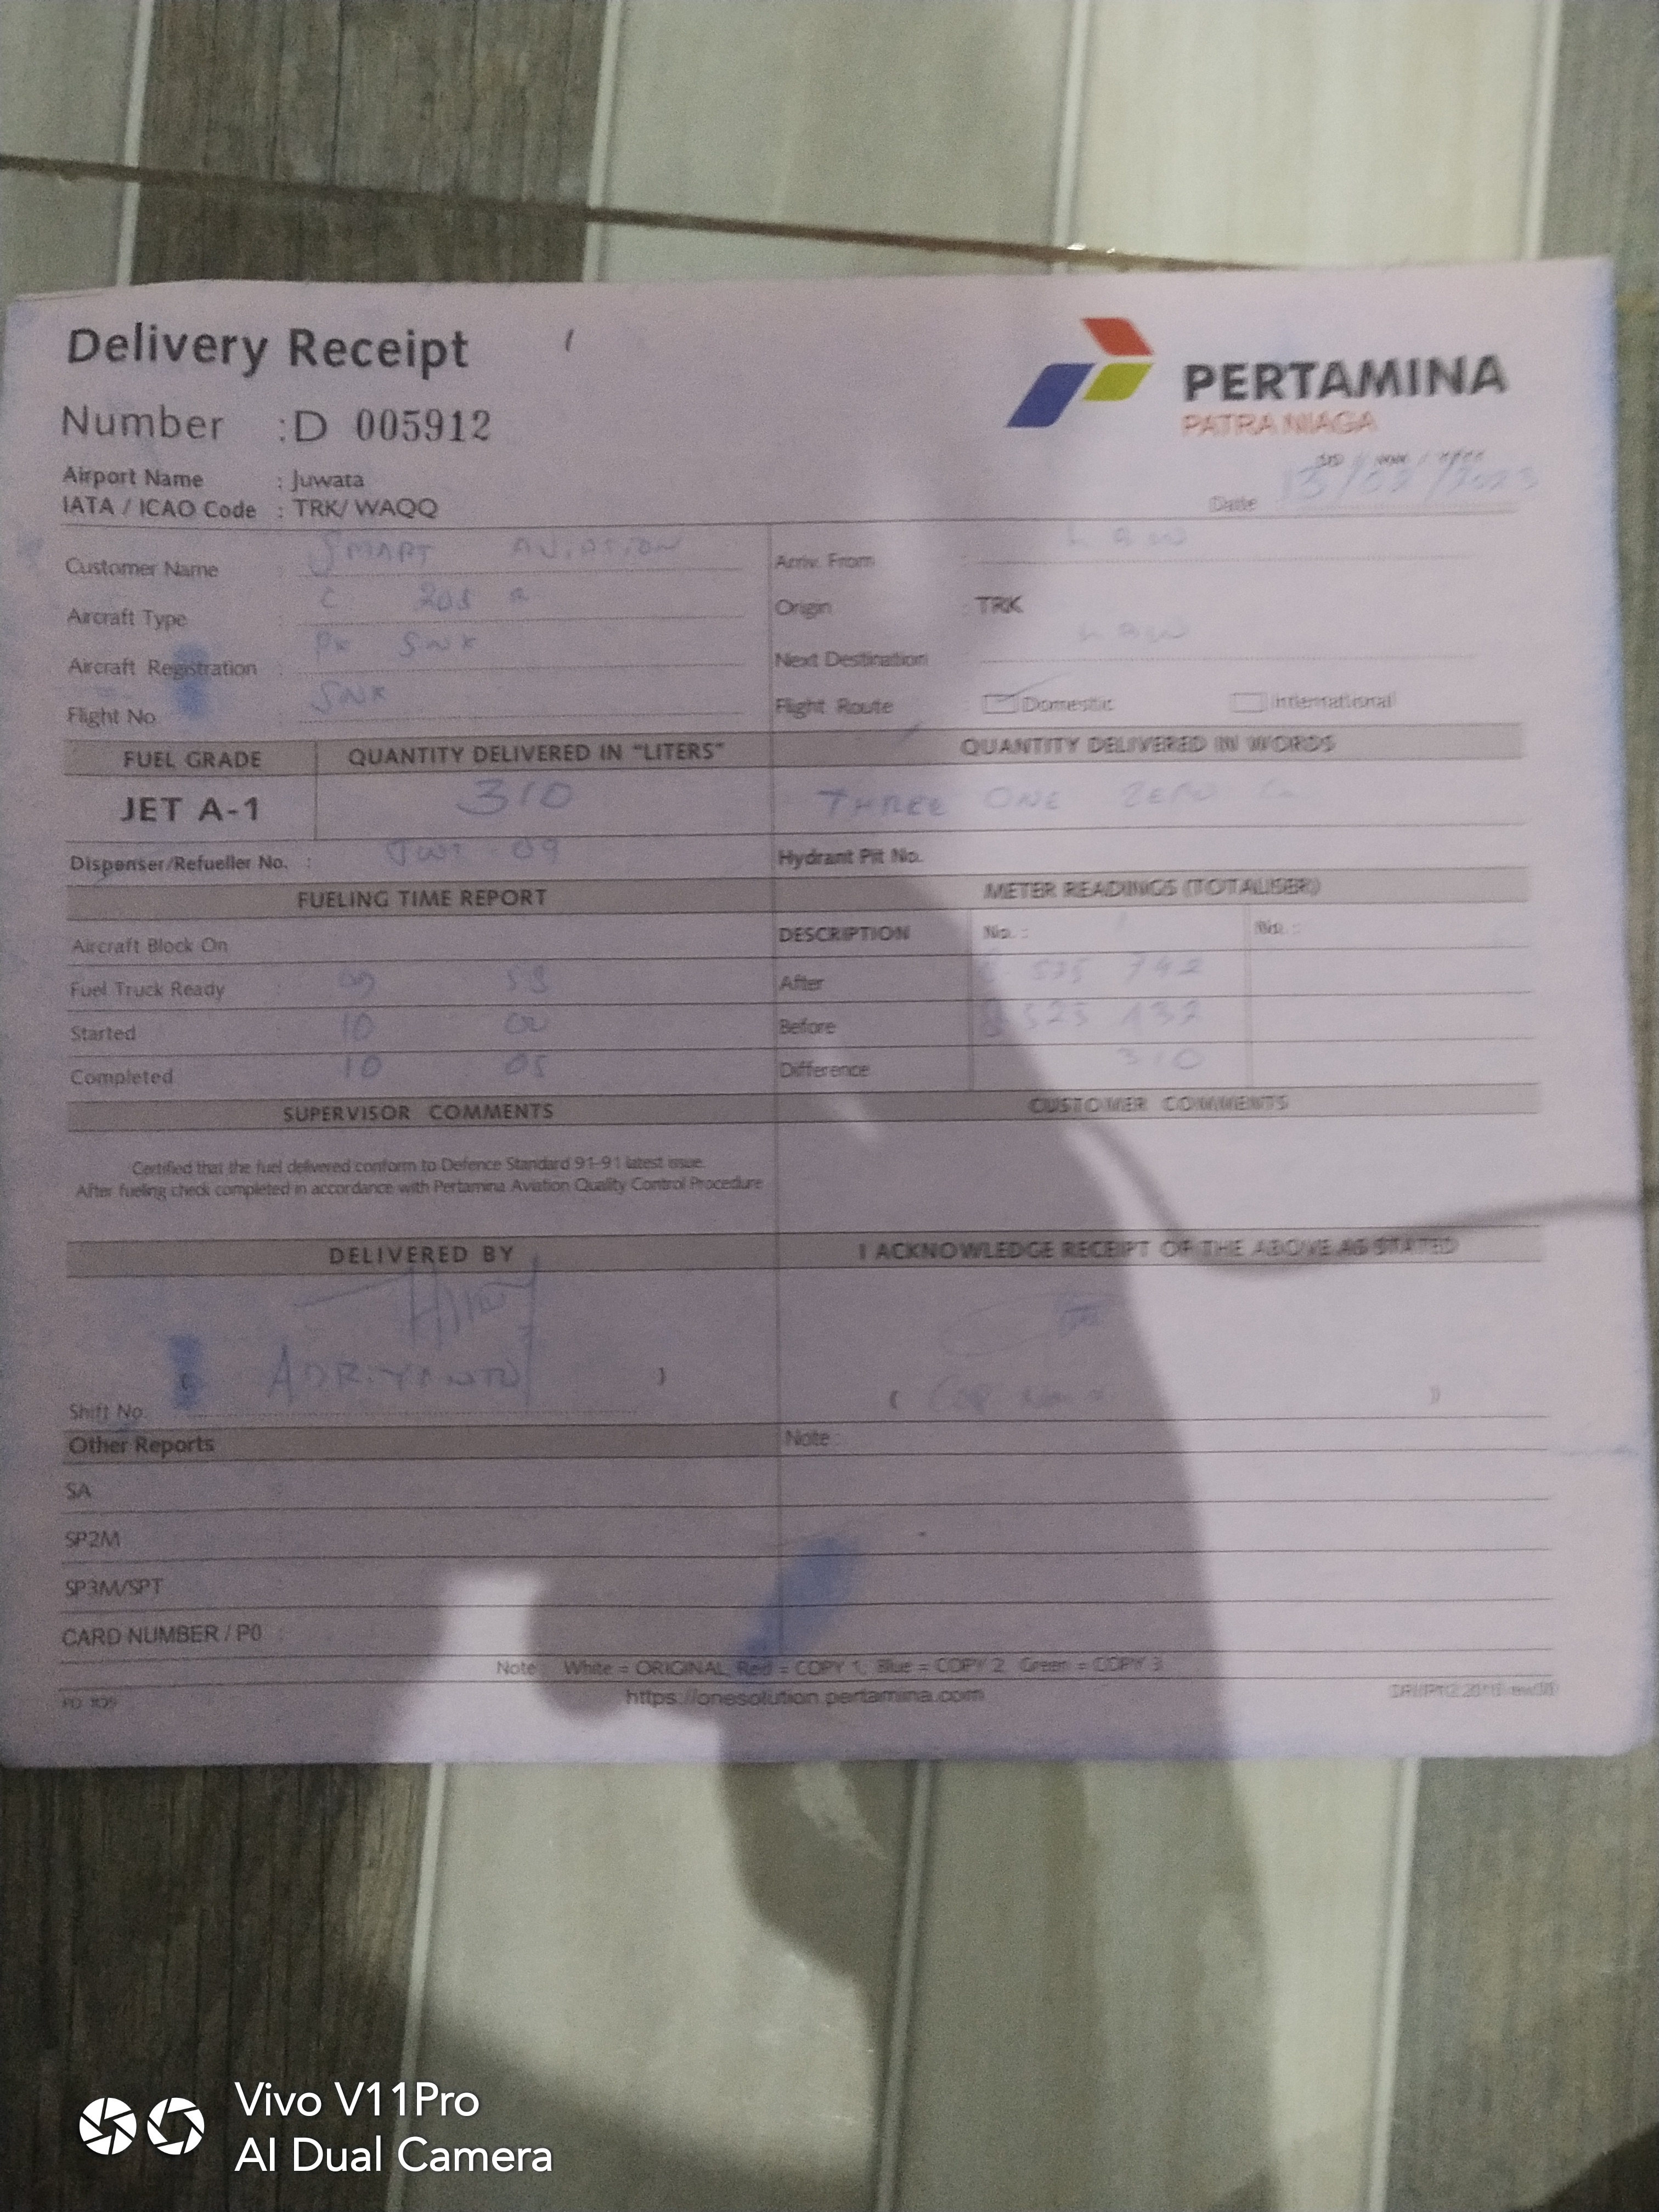 Delivery Receipt
PERTAMINA
PATRA NIAGA
Number : D 005912
Airport Name : Juwata
IATA / ICAO Code : TRK/ WAQQ
Date 13/ /2023
Customer Name : SMART AVIATION
Arriv. From LBW
Aircraft Type : C 208
Origin : TRK
Aircraft Registration : PK SNK
Next Destination LBW
Flight No : SNK
Flight Route : Domestic International
FUEL GRADE QUANTITY DELIVERED IN "LITERS" QUANTITY DELIVERED IN WORDS
JET A-1 310 THREE ONE ZERO
Dispenser/Refueller No. : 09 Hydrant Pit No.
FUELING TIME REPORT METER READINGS (TOTALISER)
Aircraft Block On DESCRIPTION No. : No. :
Fuel Truck Ready : 09 After
Started 10 00 Before
Completed 10 05 Difference 310
SUPERVISOR COMMENTS CUSTOMER COMMENTS
Certified that the fuel delivered conform to Defence Standard 91-91 latest issue.
After fueling check completed in accordance with Pertamina Aviation Quality Control Procedure
DELIVERED BY I ACKNOWLEDGE RECEIPT OF THE ABOVE AS STATED
( ADRIYANTO ) ( )
Shift No.
Other Reports Note :
SA
SP2M
SP3M/SPT :
CARD NUMBER / PO :
Note : White = ORIGINAL, Red = COPY 1, Blue = COPY 2, Green = COPY 3
https://onesolution.pertamina.com
Vivo V11Pro
AI Dual Camera